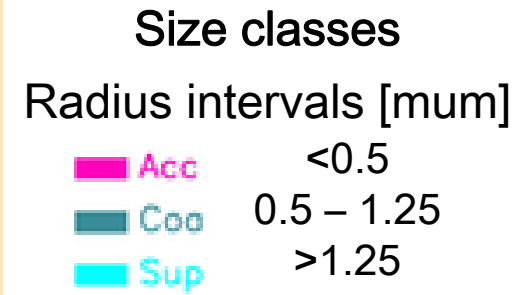 Size classes
Radius intervals [mum]
Acc <0.5
Coo 0.5 – 1.25
Sup >1.25